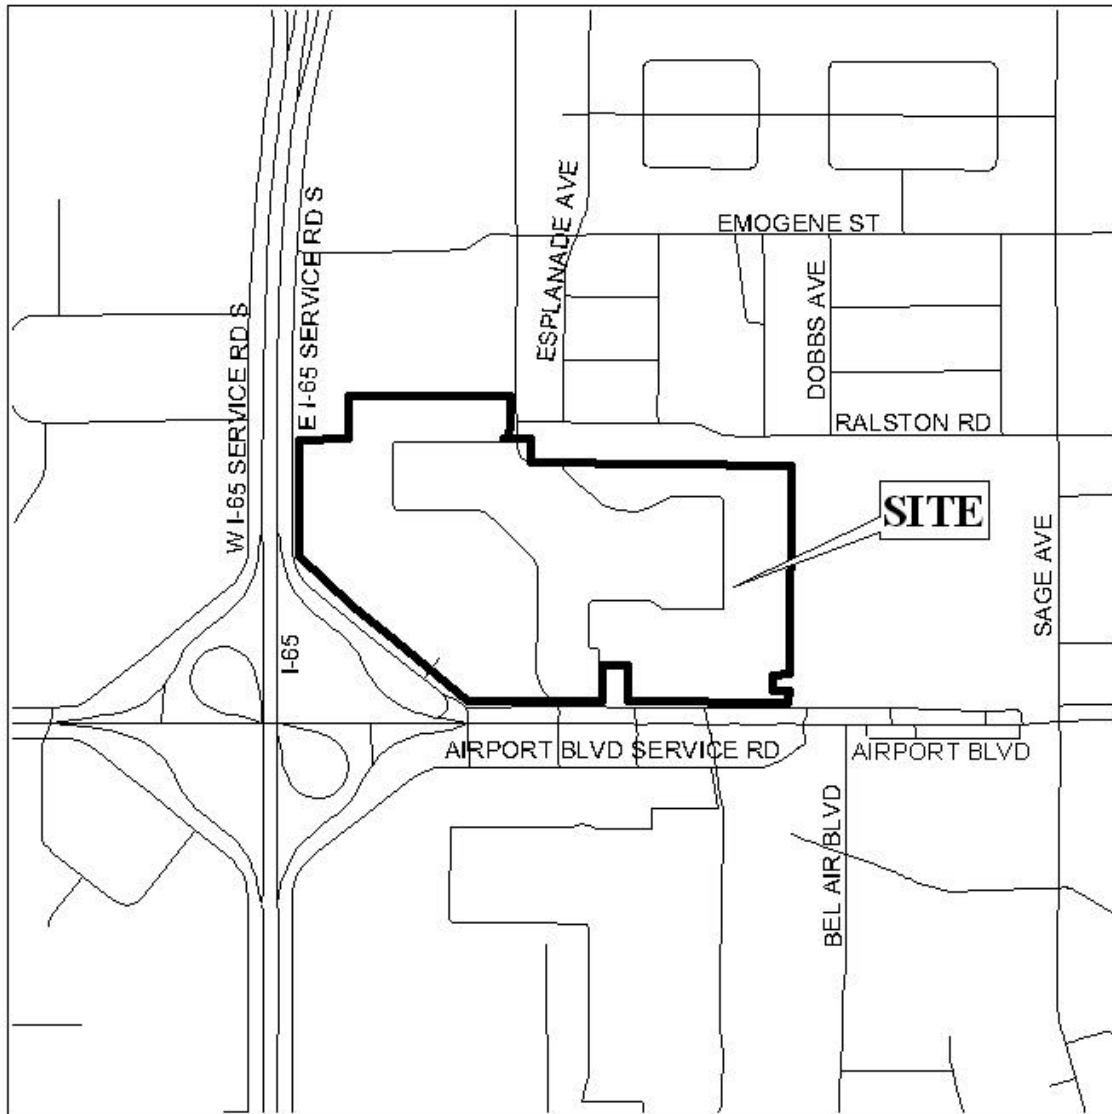 EMOGENE ST
ESPLANADE AVE
E I-65 SERVICE RD S
W I-65 SERVICE RD S
DOBBS AVE
RALSTON RD
SITE
SAGE AVE
I-65
AIRPORT BLVD SERVICE RD
AIRPORT BLVD
BEL AIR BLVD